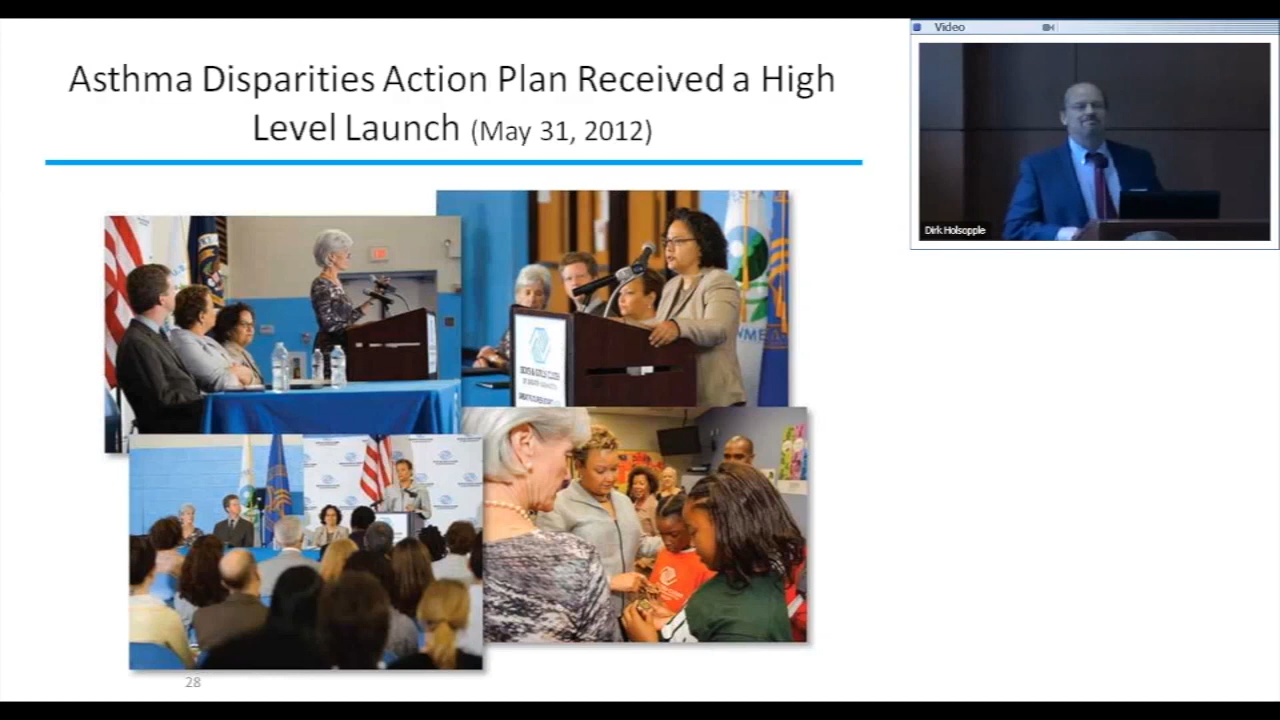 Asthma Disparities Action Plan Received a High
Level Launch (May 31, 2012)
28
Video
Dirk Holsopple